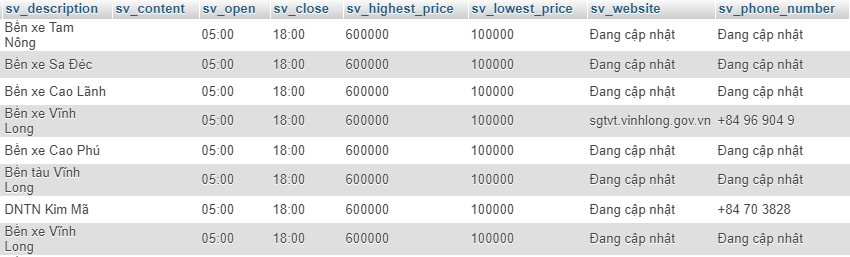 sv_description sv_content sv_open sv_close sv_highest_price sv_lowest_price sv_website sv_phone_number
Bến xe Tam
Nông 05:00 18:00 600000 100000 Đang cập nhật Đang cập nhật
Bến xe Sa Đéc 05:00 18:00 600000 100000 Đang cập nhật Đang cập nhật
Bến xe Cao Lãnh 05:00 18:00 600000 100000 Đang cập nhật Đang cập nhật
Bến xe Vĩnh
Long 05:00 18:00 600000 100000 sgtvt.vinhlong.gov.vn +84 96 904 9
Bến xe Cao Phú 05:00 18:00 600000 100000 Đang cập nhật Đang cập nhật
Bến tàu Vĩnh
Long 05:00 18:00 600000 100000 Đang cập nhật Đang cập nhật
DNTN Kim Mã 05:00 18:00 600000 100000 Đang cập nhật +84 70 3828
Bến xe Vĩnh
Long 05:00 18:00 600000 100000 Đang cập nhật Đang cập nhật